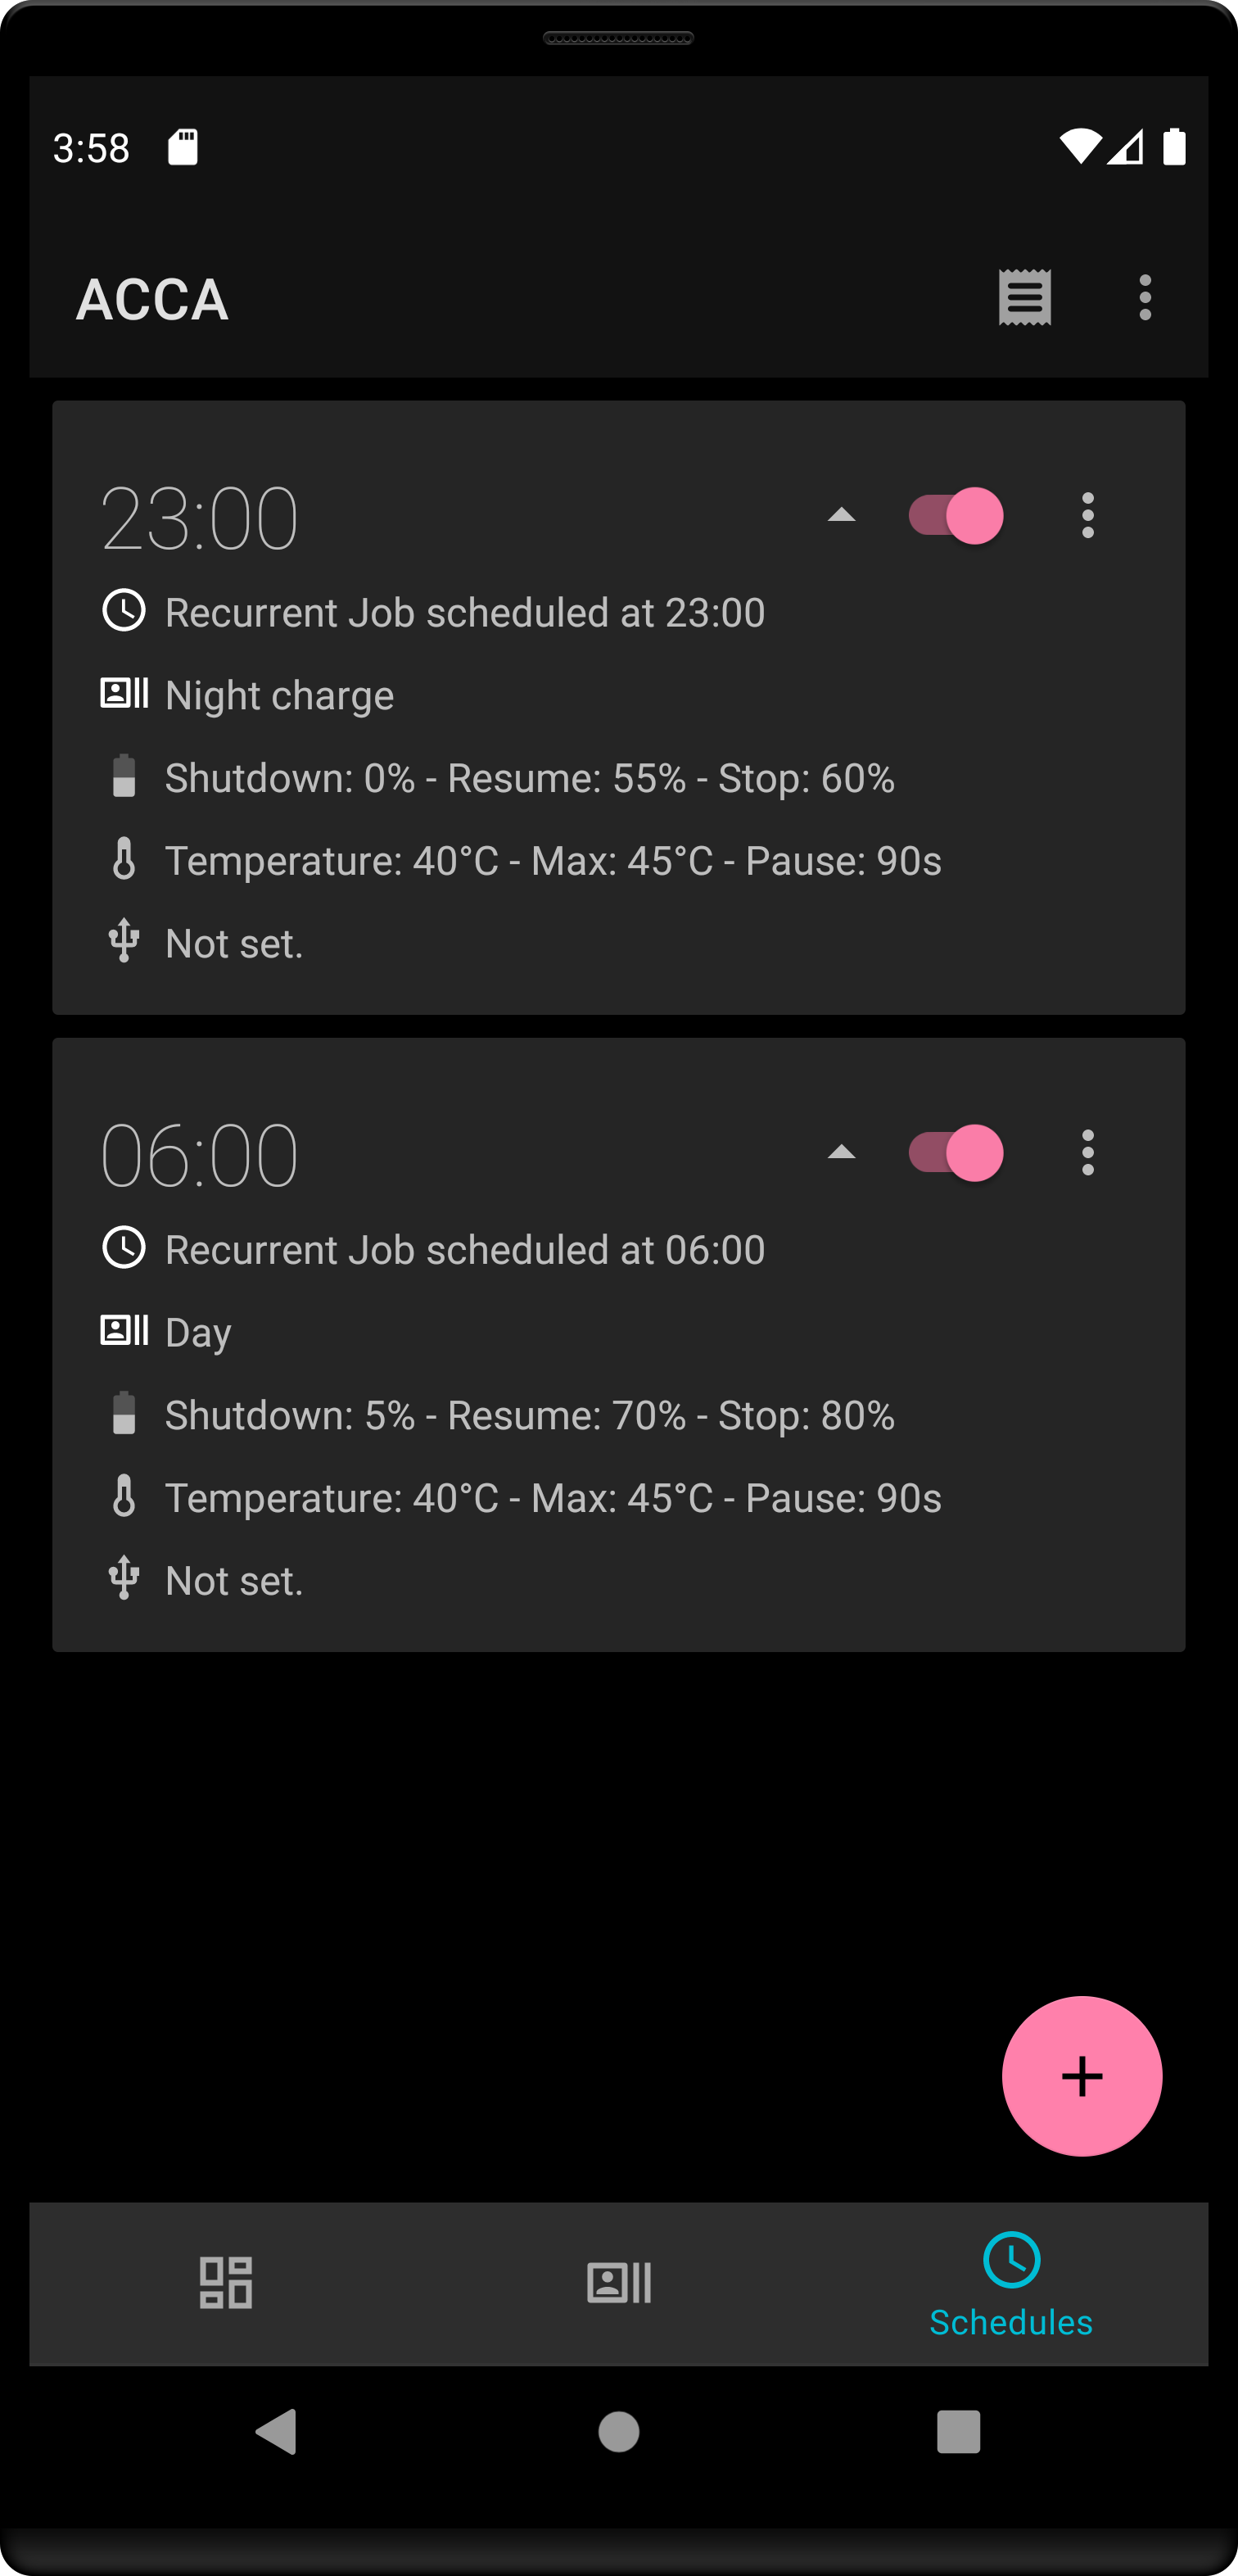 3:58
ACCA
23:00
Recurrent Job scheduled at 23:00
Night charge
Shutdown: 0% - Resume: 55% - Stop: 60%
Temperature: 40°C - Max: 45°C - Pause: 90s
Not set.
06:00
Recurrent Job scheduled at 06:00
Day
Shutdown: 5% - Resume: 70% - Stop: 80%
Temperature: 40°C - Max: 45°C - Pause: 90s
Not set.
Schedules